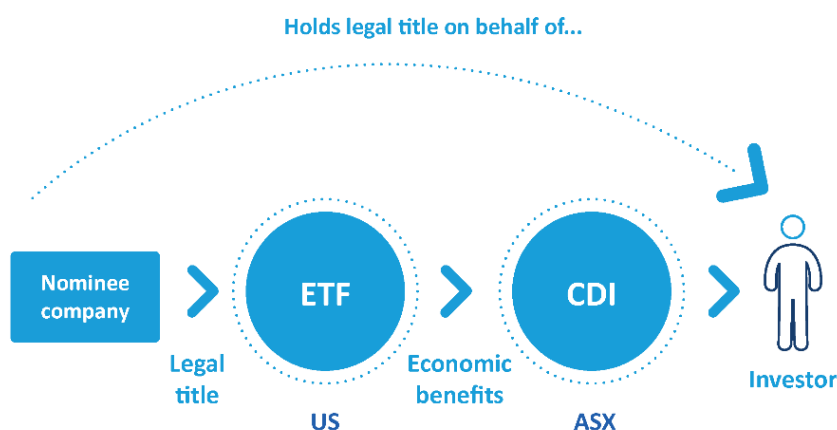 Holds legal title on behalf of...
Nominee
company
ETF
CDI
Legal
title
Economic
benefits
Investor
US
ASX